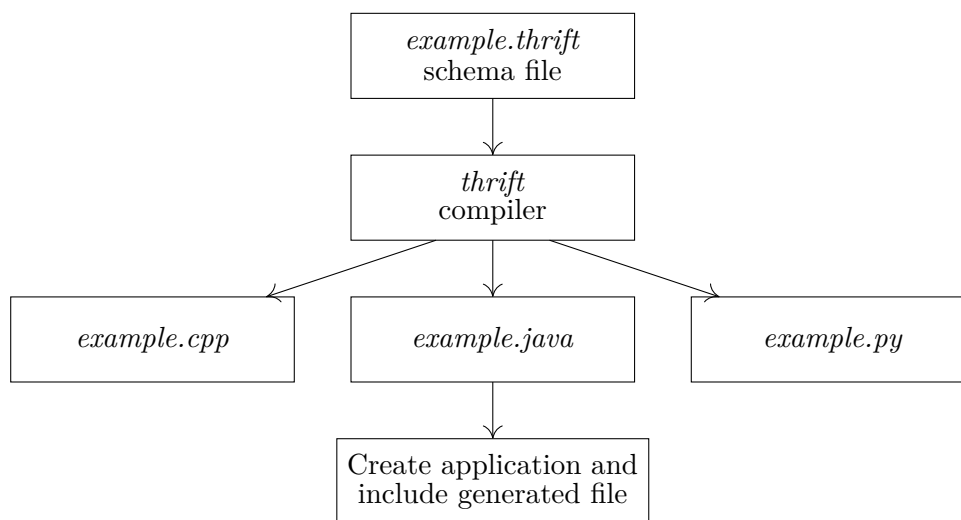 example.thrift
schema file
thrift
compiler
example.cpp
example.java
example.py
Create application and
include generated file